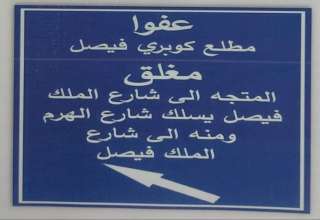 عفوا
مطلع كوبري فيصل
مغلق
المتجه الى شارع الملك
فيصل يسلك شارع الهرم
ومنه الى شارع
الملك فيصل